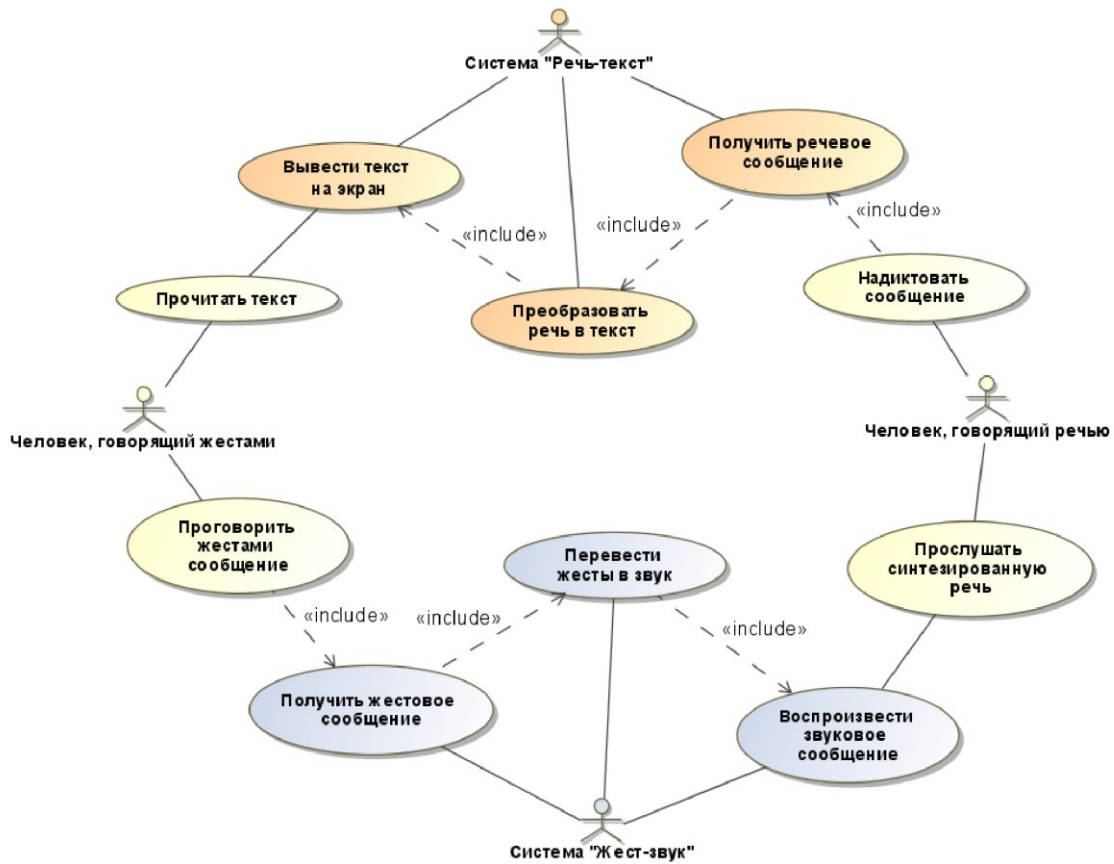 Система "Речь-текст"
Вывести текст
на экран
Получить речевое
сообщение
«include»
«include»
«include»
Прочитать текст
Преобразовать
речь в текст
Надиктовать
сообщение
Человек, говорящий жестами
Человек, говорящий речью
Проговорить
жестами
сообщение
Перевести
жесты в звук
Прослушать
синтезированную
речь
«include»
«include»
«include»
Получить жестовое
сообщение
Воспроизвести
звуковое
сообщение
Система "Жест-звук"